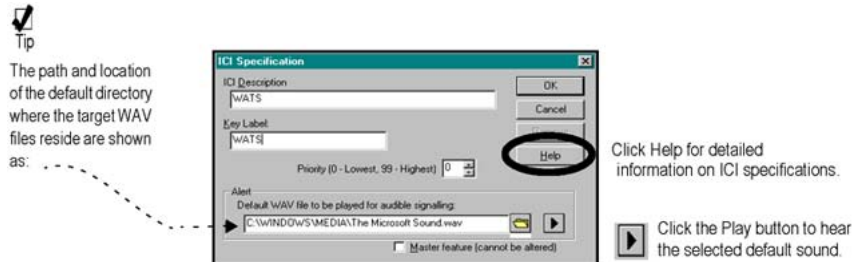 Tip
The path and location
of the default directory
where the target WAV
files reside are shown
as:
ICI Specification
ICI Description
WATS
Key Label:
WATS
Priority (0 - Lowest, 99 - Highest) 0
OK
Cancel
Help
Alert
Default WAV file to be played for audible signalling:
C:\WINDOWS\MEDIA\The Microsoft Sound.wav
Master feature (cannot be altered)
Click Help for detailed
information on ICI specifications.
Click the Play button to hear
the selected default sound.